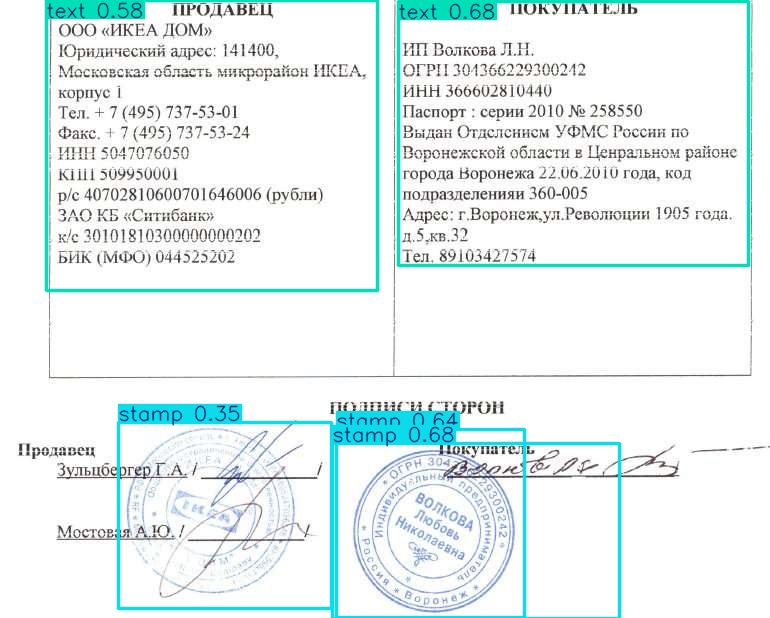 text 0.58
ПРОДАВЕЦ
ООО «ИКЕА ДОМ»
Юридический адрес: 141400,
Московская область микрорайон ИКЕА,
корпус 1
Тел. + 7 (495) 737-53-01
Факс. + 7 (495) 737-53-24
ИНН 5047076050
КПП 509950001
р/с 40702810600701646006 (рубли)
ЗАО КБ «Ситибанк»
к/с 30101810300000000202
БИК (МФО) 044525202
text 0.68
ПОКУПАТЕЛЬ
ИП Волкова Л.Н.
ОГРН 304366229300242
ИНН 366602810440
Паспорт : серии 2010 № 258550
Выдан Отделением УФМС России по
Воронежской области в Ценральном районе
города Воронежа 22.06.2010 года, код
подразделенияи 360-005
Адрес: г.Воронеж,ул.Революции 1905 года.
д.5,кв.32
Тел. 89103427574
ПОДПИСИ СТОРОН
stamp 0.35
stamp 0.64
stamp 0.68
Продавец
Зульцбергер Г.А. / /
Мостовая А.Ю. / /
Покупатель
ОГРН 304 29300242
Индивидуальный предприниматель
ВОЛКОВА
Любовь
Николаевна
Россия * Воронеж